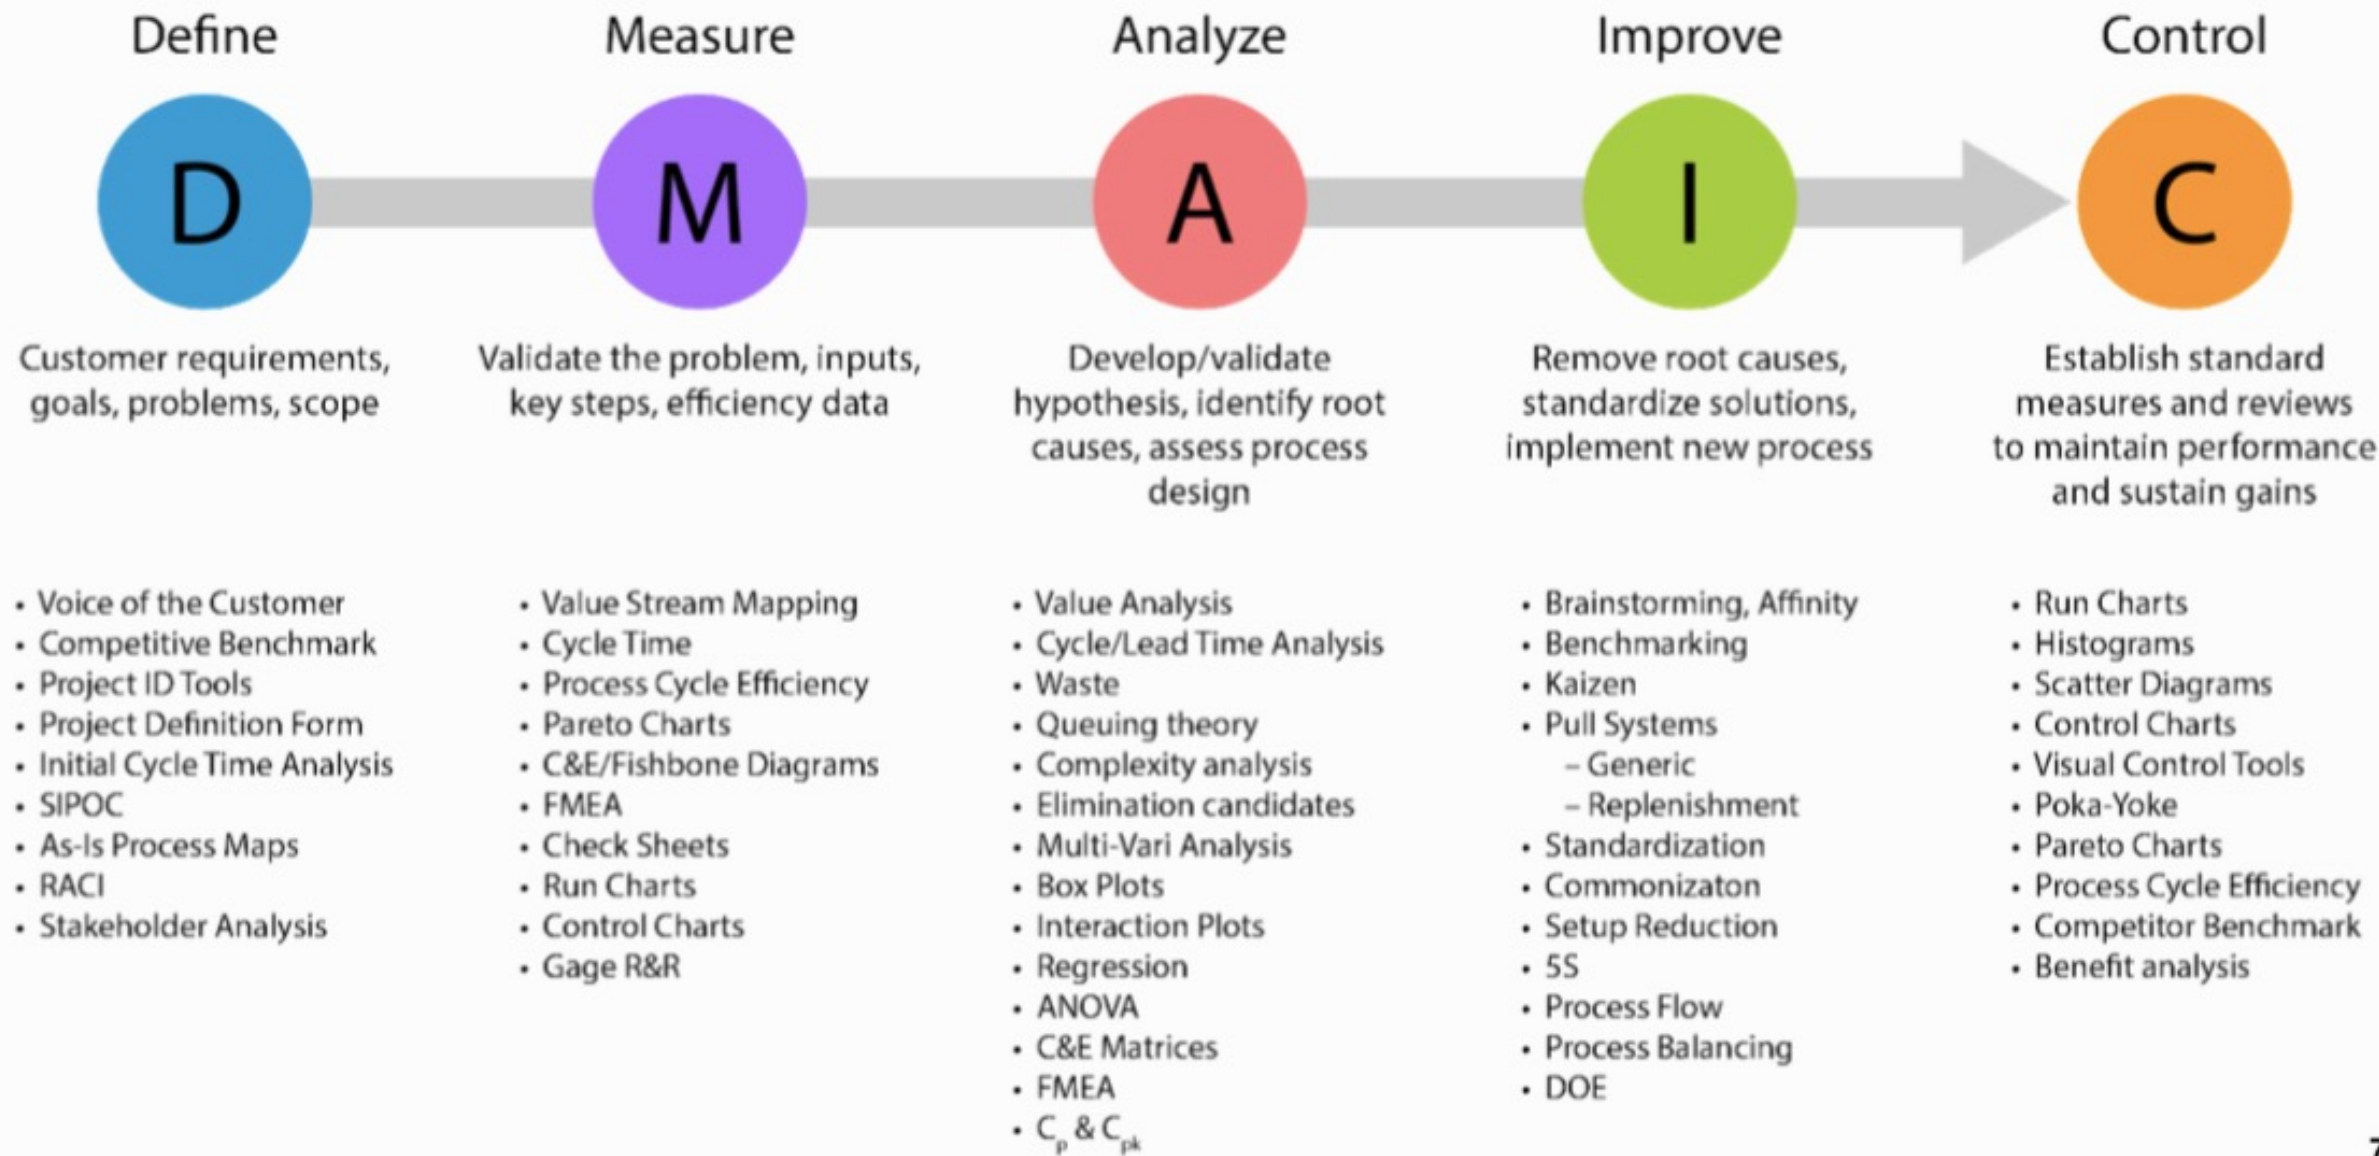 Define
Measure
Analyze
Improve
Control
D
M
A
I
C
Customer requirements,
goals, problems, scope
Validate the problem, inputs,
key steps, efficiency data
Develop/validate
hypothesis, identify root
causes, assess process
design
Remove root causes,
standardize solutions,
implement new process
Establish standard
measures and reviews
to maintain performance
and sustain gains
• Voice of the Customer
• Competitive Benchmark
• Project ID Tools
• Project Definition Form
• Initial Cycle Time Analysis
• SIPOC
• As-Is Process Maps
• RACI
• Stakeholder Analysis
• Value Stream Mapping
• Cycle Time
• Process Cycle Efficiency
• Pareto Charts
• C&E/Fishbone Diagrams
• FMEA
• Check Sheets
• Run Charts
• Control Charts
• Gage R&R
• Value Analysis
• Cycle/Lead Time Analysis
• Waste
• Queuing theory
• Complexity analysis
• Elimination candidates
• Multi-Vari Analysis
• Box Plots
• Interaction Plots
• Regression
• ANOVA
• C&E Matrices
• FMEA
• Cp & Cpk
• Brainstorming, Affinity
• Benchmarking
• Kaizen
• Pull Systems
– Generic
– Replenishment
• Standardization
• Commonizaton
• Setup Reduction
• 5S
• Process Flow
• Process Balancing
• DOE
• Run Charts
• Histograms
• Scatter Diagrams
• Control Charts
• Visual Control Tools
• Poka-Yoke
• Pareto Charts
• Process Cycle Efficiency
• Competitor Benchmark
• Benefit analysis